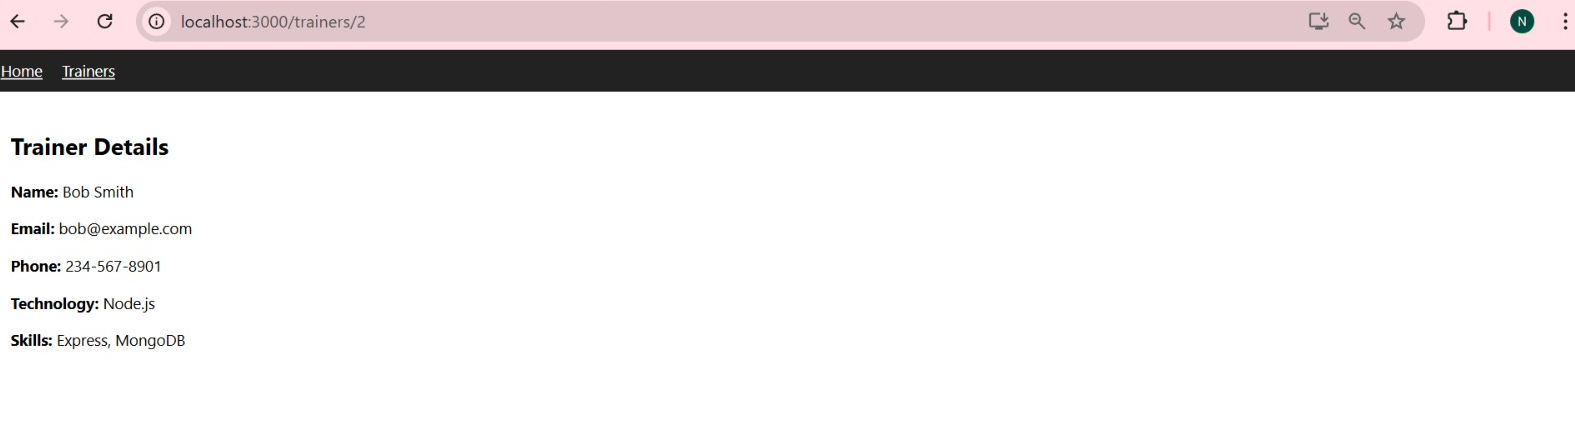 localhost:3000/trainers/2
N
Home Trainers
Trainer Details
Name: Bob Smith
Email: bob@example.com
Phone: 234-567-8901
Technology: Node.js
Skills: Express, MongoDB